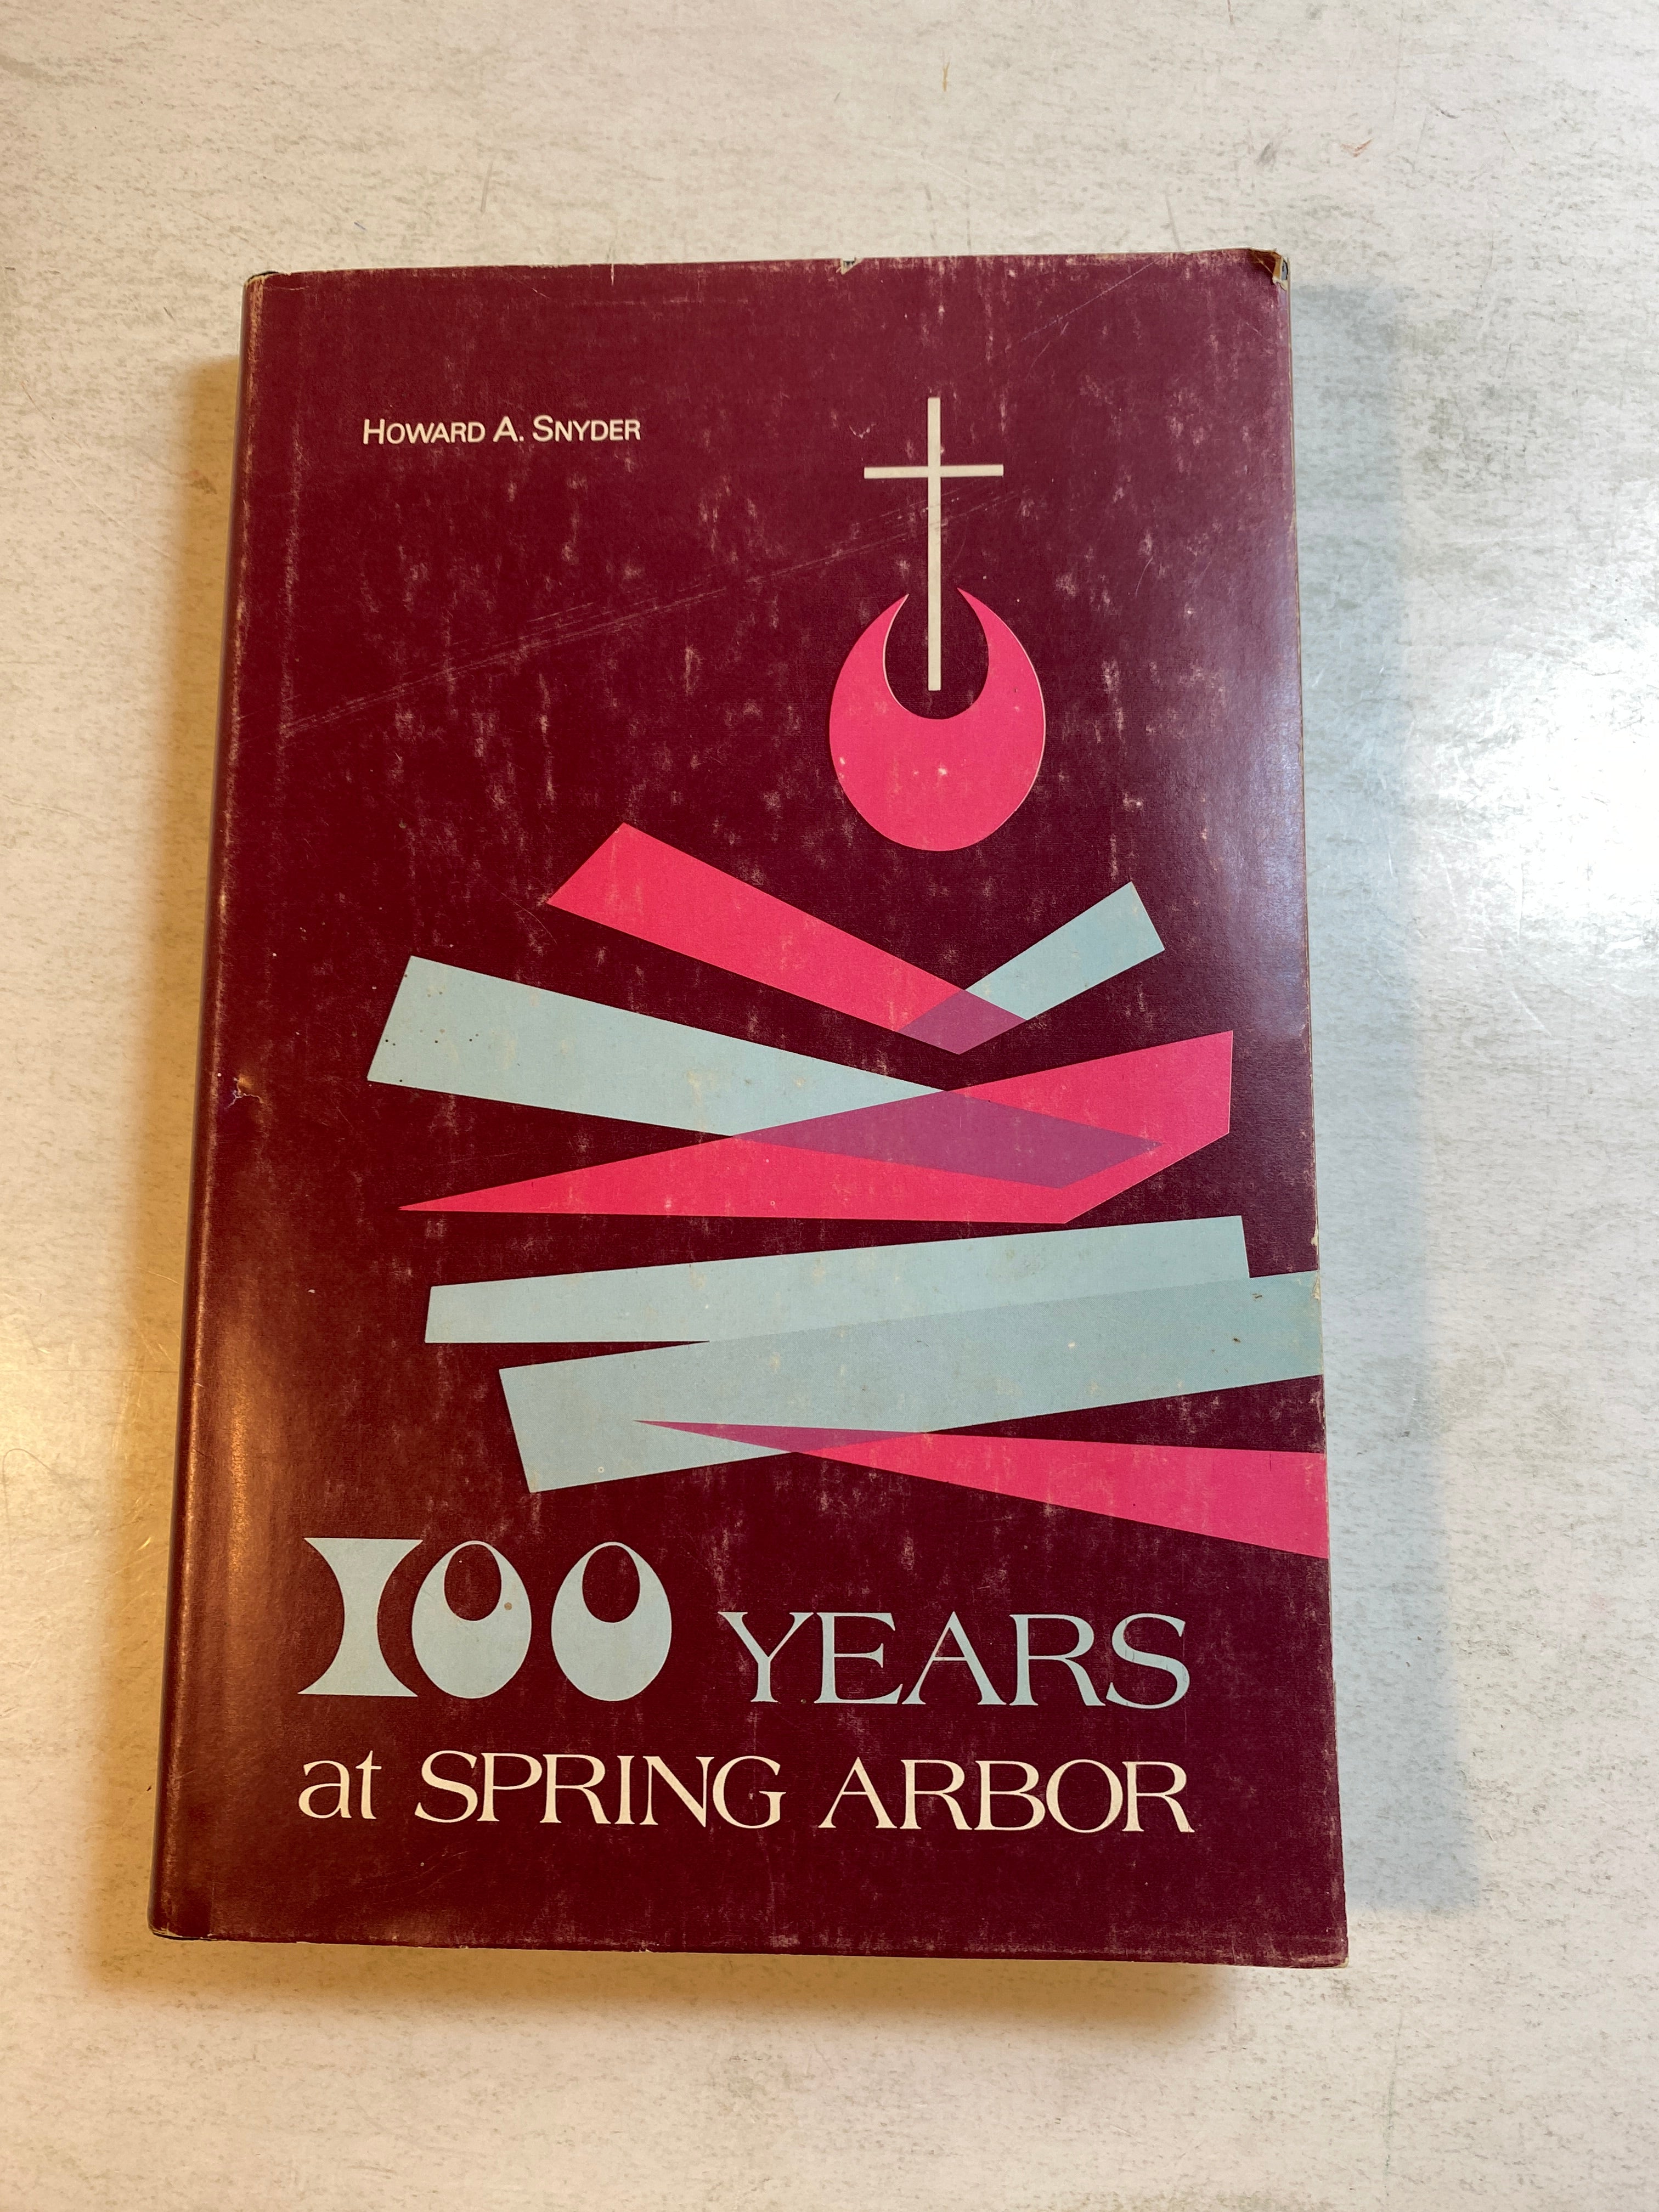 HOWARD A. SNYDER
100 YEARS
at SPRING ARBOR